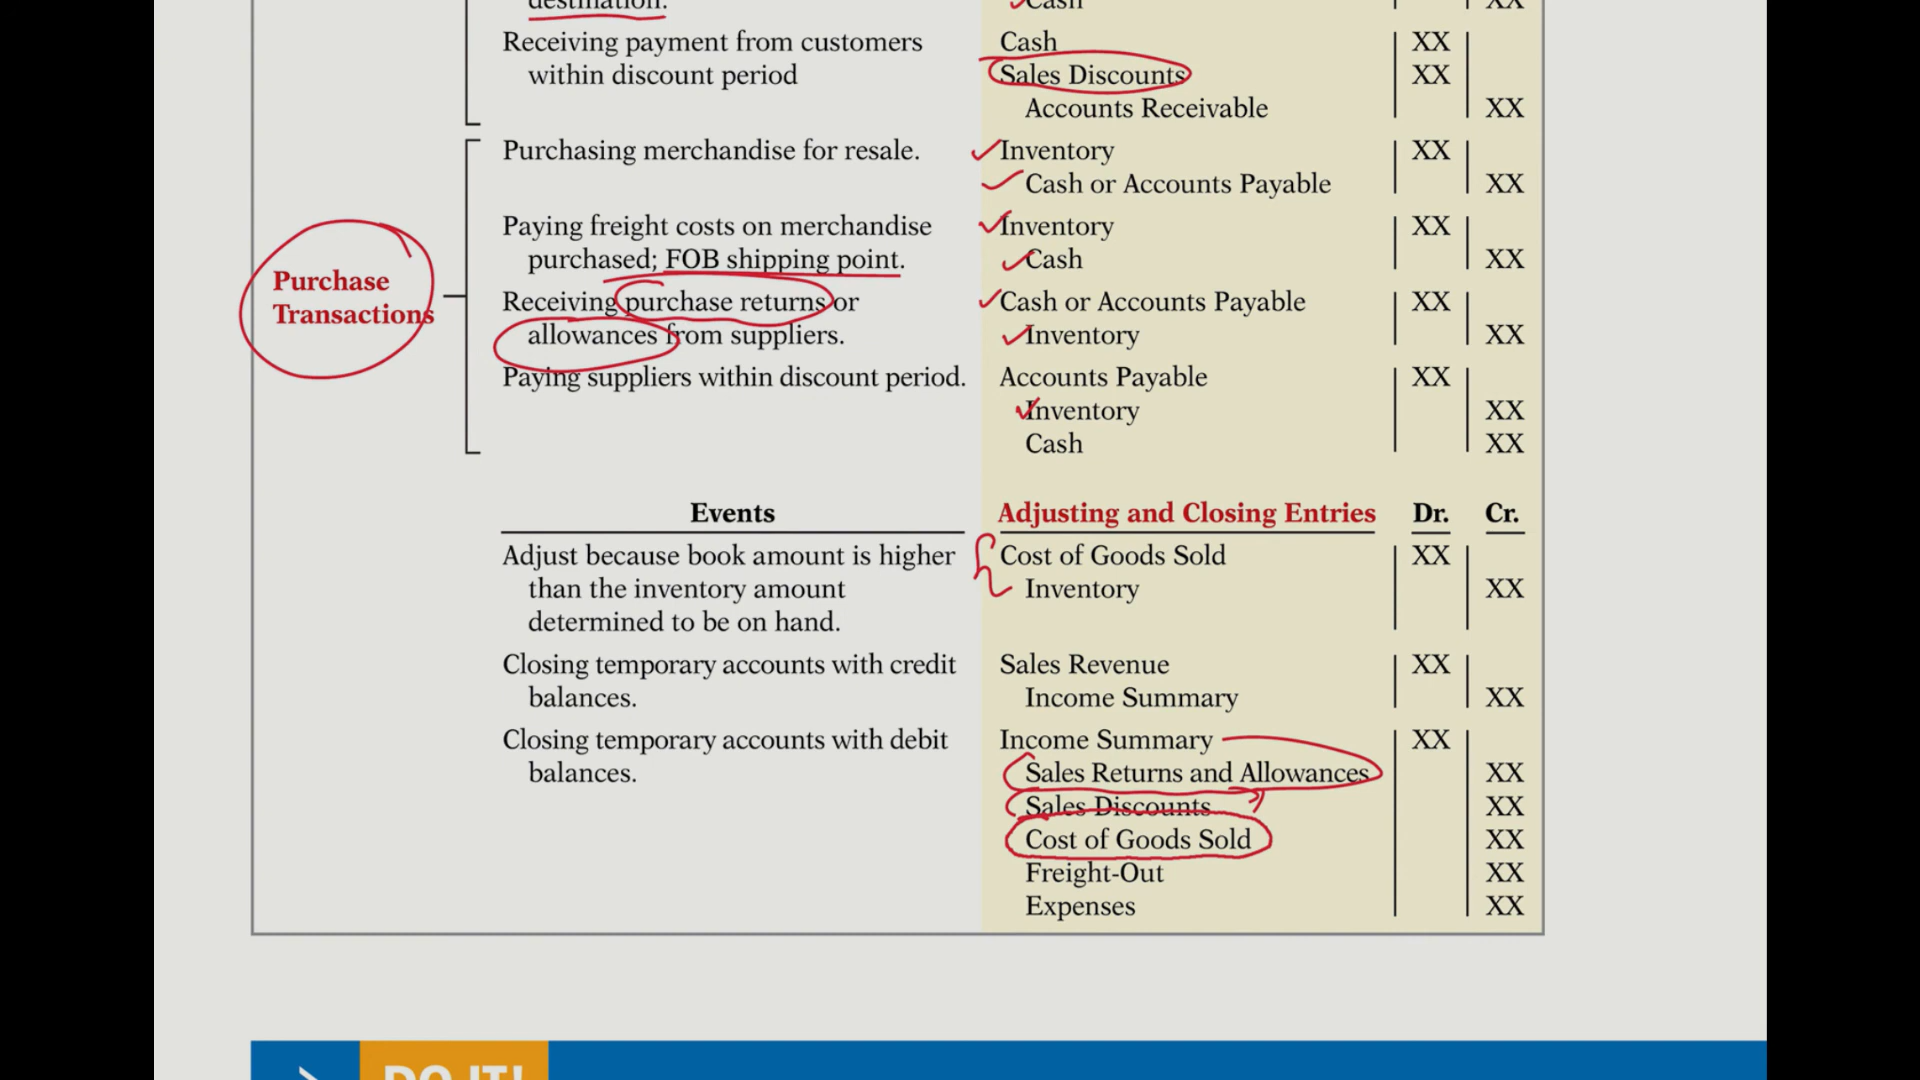 destination.
Cash XX
Receiving payment from customers Cash XX
within discount period Sales Discounts XX
Accounts Receivable XX
Purchasing merchandise for resale. Inventory XX
Cash or Accounts Payable XX
Paying freight costs on merchandise Inventory XX
purchased; FOB shipping point. Cash XX
Purchase
Transactions
Receiving purchase returns or Cash or Accounts Payable XX
allowances from suppliers. Inventory XX
Paying suppliers within discount period. Accounts Payable XX
Inventory XX
Cash XX
Events Adjusting and Closing Entries Dr. Cr.
Adjust because book amount is higher Cost of Goods Sold XX
than the inventory amount Inventory XX
determined to be on hand.
Closing temporary accounts with credit Sales Revenue XX
balances. Income Summary XX
Closing temporary accounts with debit Income Summary XX
balances. Sales Returns and Allowances XX
Sales Discounts XX
Cost of Goods Sold XX
Freight-Out XX
Expenses XX
> DO IT!